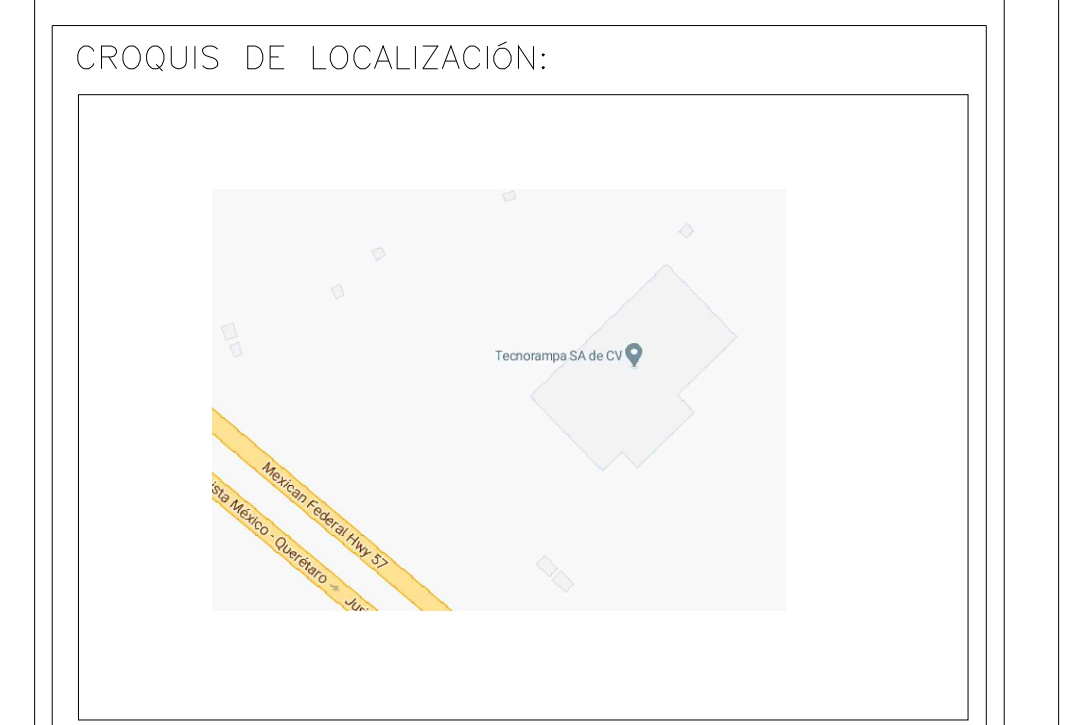 CROQUIS DE LOCALIZACIÓN:
Tecnorampa SA de CV
Mexican Federal Hwy 57
ista México - Querétaro